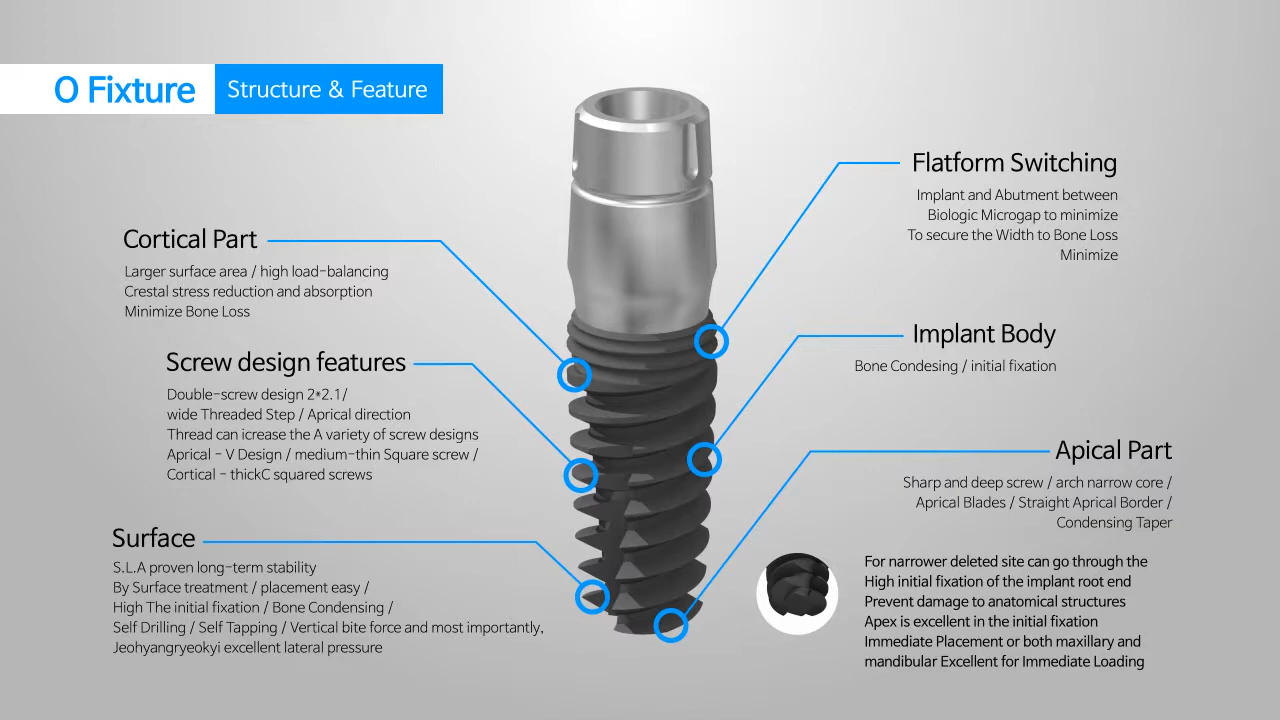 O Fixture
Structure & Feature
Flatform Switching
Implant and Abutment between
Biologic Microgap to minimize
To secure the Width to Bone Loss
Minimize
Cortical Part
Larger surface area / high load-balancing
Crestal stress reduction and absorption
Minimize Bone Loss
Implant Body
Bone Condesing / initial fixation
Screw design features
Double-screw design 2*2.1/
wide Threaded Step / Aprical direction
Thread can icrease the A variety of screw designs
Aprical - V Design / medium-thin Square screw /
Cortical - thickC squared screws
Apical Part
Sharp and deep screw / arch narrow core /
Aprical Blades / Straight Aprical Border /
Condensing Taper
Surface
S.L.A proven long-term stability
By Surface treatment / placement easy /
High The initial fixation / Bone Condensing /
Self Drilling / Self Tapping / Vertical bite force and most importantly,
Jeohyangryeokyi excellent lateral pressure
For narrower deleted site can go through the
High initial fixation of the implant root end
Prevent damage to anatomical structures
Apex is excellent in the initial fixation
Immediate Placement or both maxillary and
mandibular Excellent for Immediate Loading